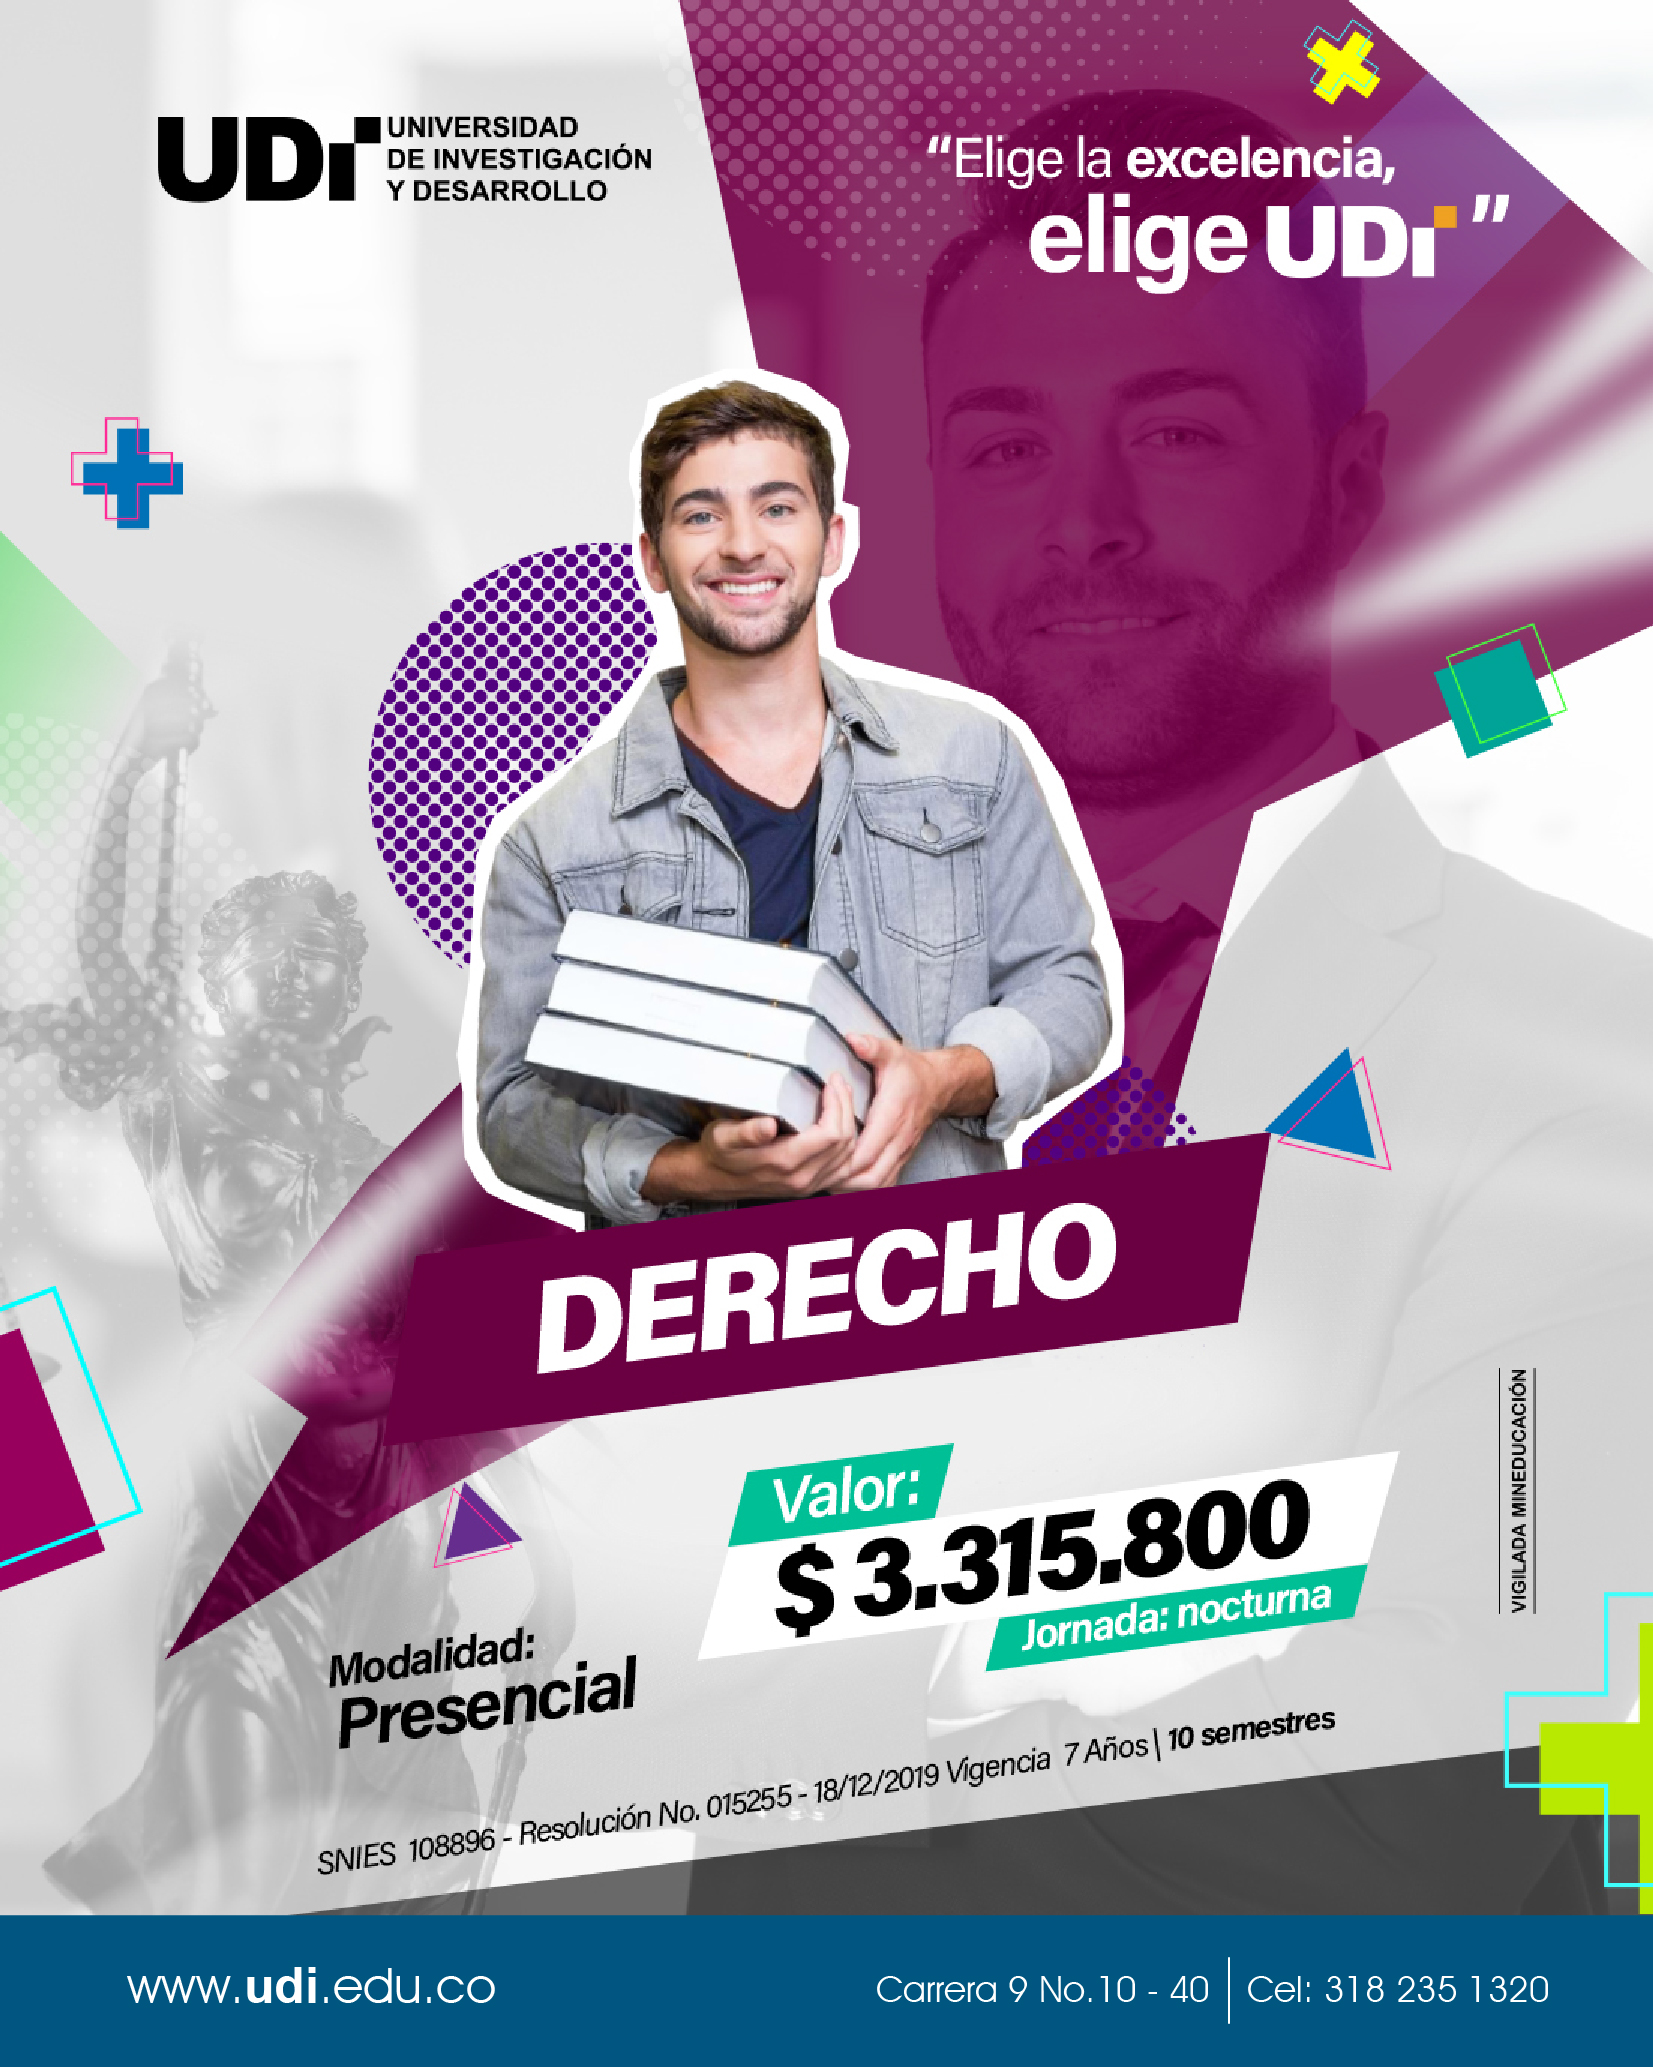 UDi UNIVERSIDAD
DE INVESTIGACIÓN
Y DESARROLLO
“Elige la excelencia,
elige UDi”
DERECHO
Valor:
$ 3.315.800
Jornada: nocturna
Modalidad:
Presencial
SNIES 108896 - Resolución No. 015255 - 18/12/2019 Vigencia 7 Años | 10 semestres
VIGILADA MINEDUCACIÓN
www.udi.edu.co
Carrera 9 No.10 - 40 | Cel: 318 235 1320